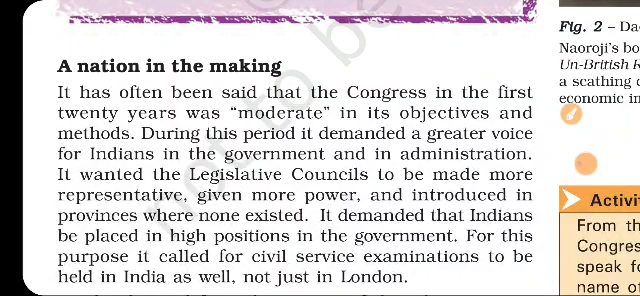 A nation in the making
It has often been said that the Congress in the first
twenty years was “moderate” in its objectives and
methods. During this period it demanded a greater voice
for Indians in the government and in administration.
It wanted the Legislative Councils to be made more
representative, given more power, and introduced in
provinces where none existed. It demanded that Indians
be placed in high positions in the government. For this
purpose it called for civil service examinations to be
held in India as well, not just in London.
Fig. 2 – Da
Naoroji’s bo
Un-British R
a scathing
economic in
Activi
From th
Congres
speak fo
name of